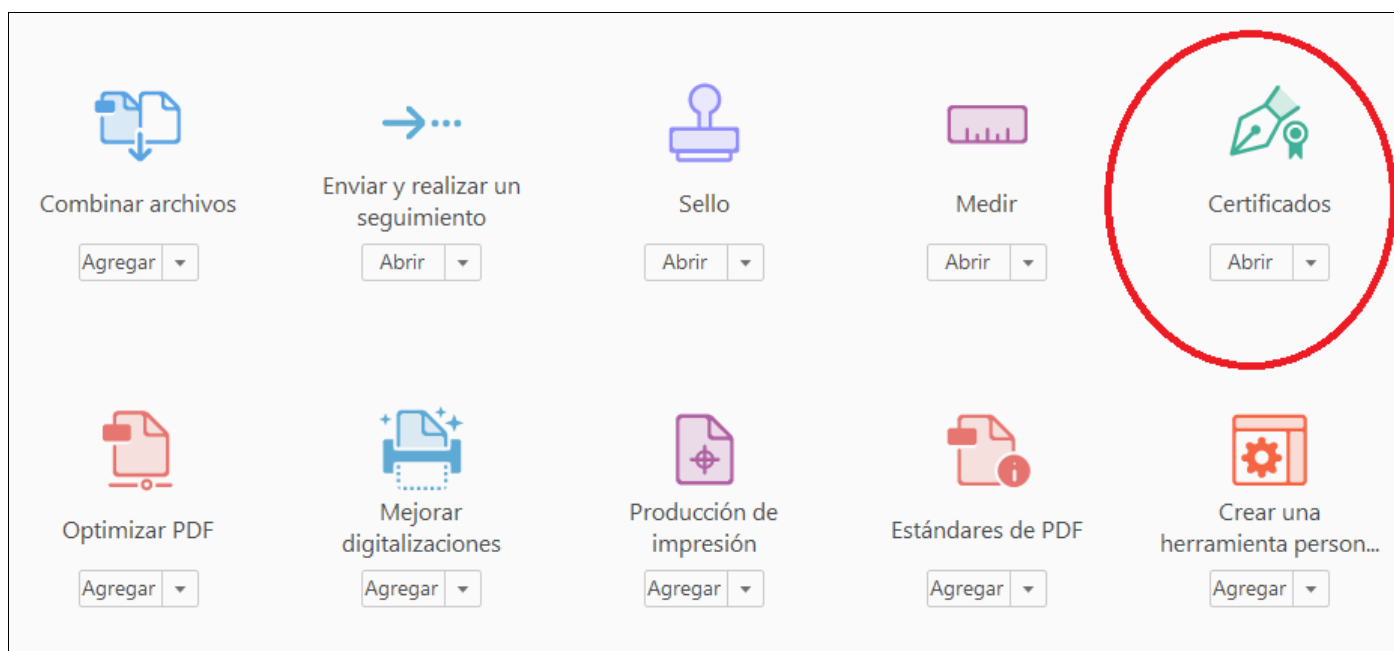 Combinar archivos
Enviar y realizar un
seguimiento
Sello
Medir
Certificados
Agregar
Abrir
Abrir
Abrir
Abrir
Optimizar PDF
Mejorar
digitalizaciones
Producción de
impresión
Estándares de PDF
Crear una
herramienta person...
Agregar
Agregar
Agregar
Agregar
Agregar